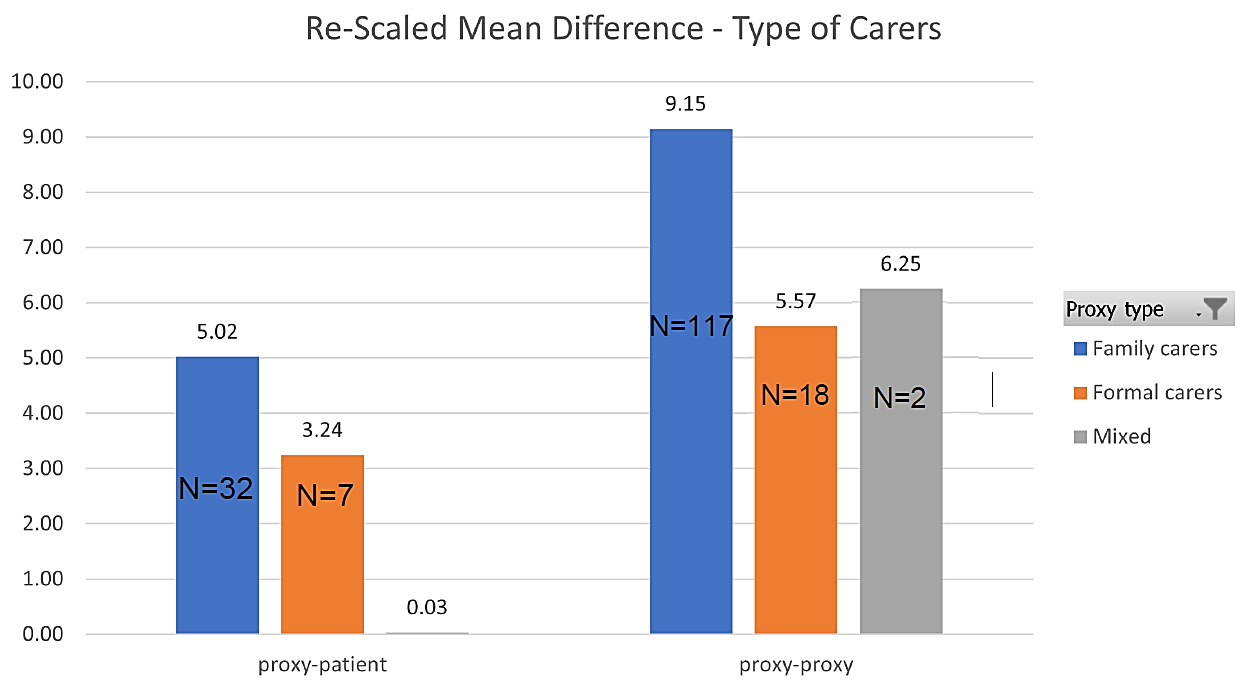 Re-Scaled Mean Difference - Type of Carers
10.00
9.00
8.00
7.00
6.00
5.00
4.00
3.00
2.00
1.00
0.00
5.02
3.24
0.03
9.15
5.57
6.25
N=32
N=7
N=117
N=18
N=2
proxy-patient
proxy-proxy
Proxy type
Family carers
Formal carers
Mixed